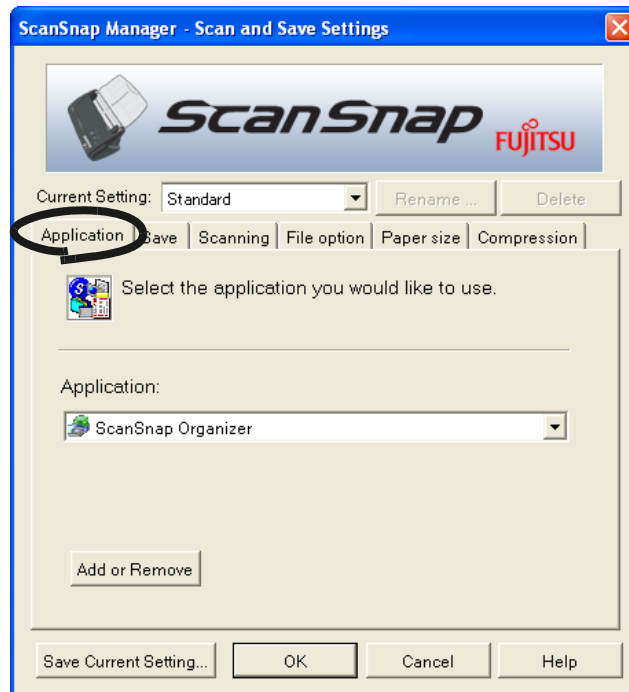 ScanSnap Manager - Scan and Save Settings
ScanSnap
FUJITSU
Current Setting: Standard Rename ... Delete
Application Save Scanning File option Paper size Compression
Select the application you would like to use.
Application:
ScanSnap Organizer
Add or Remove
Save Current Setting... OK Cancel Help